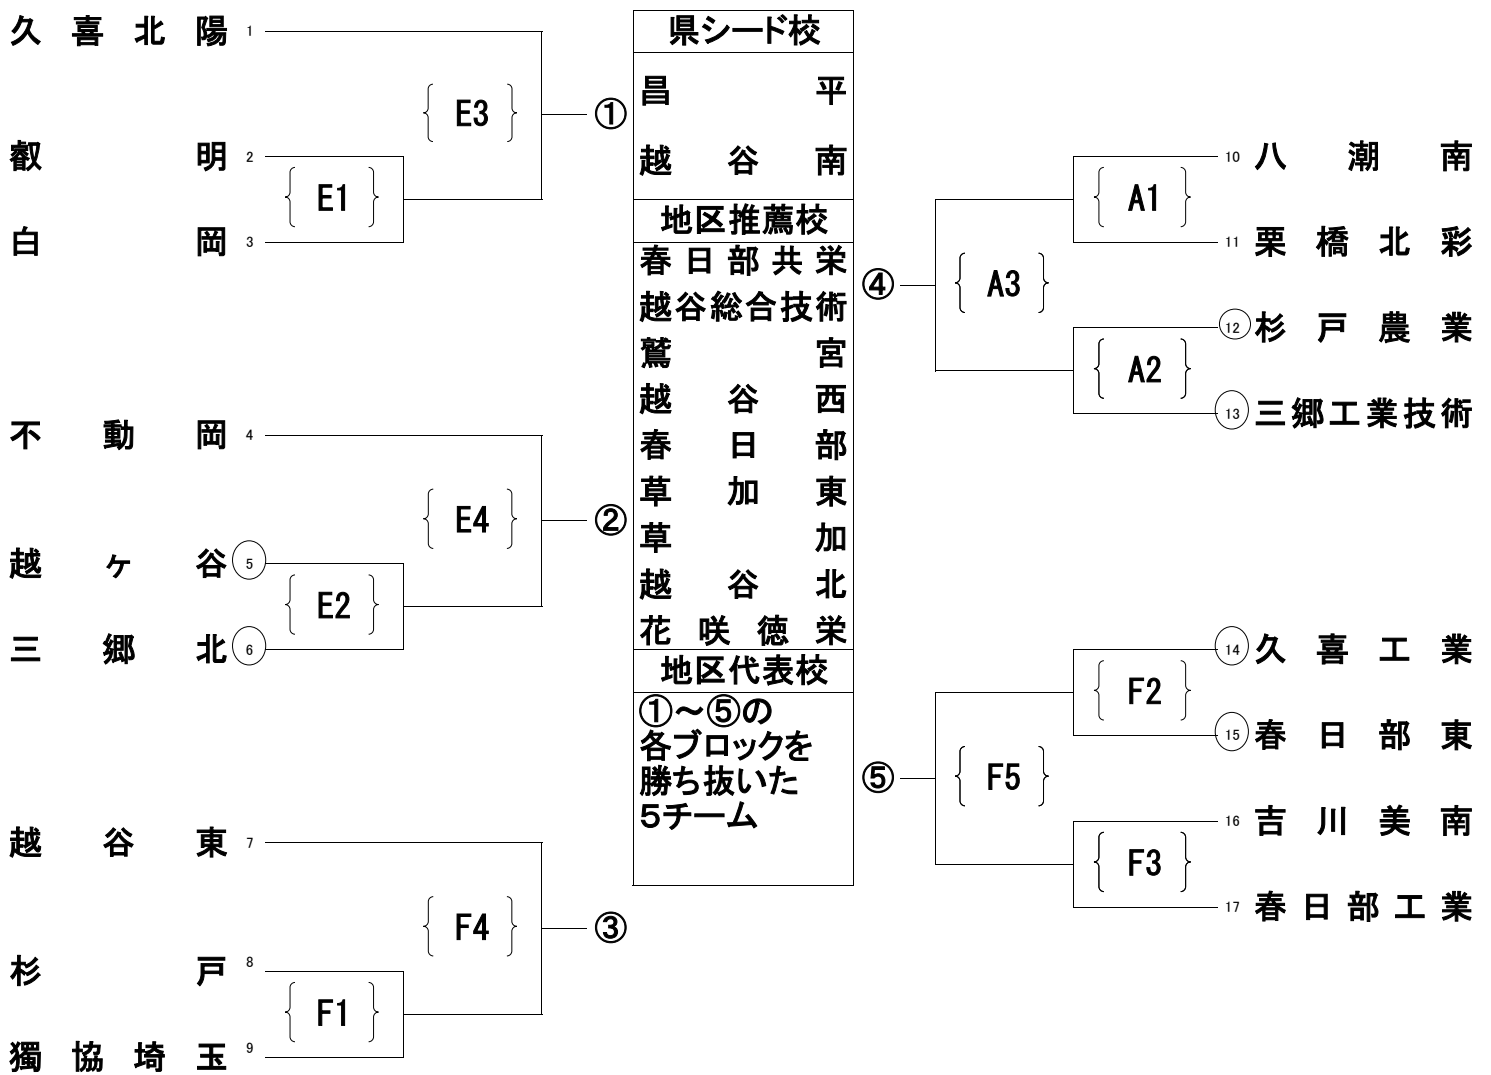 久喜北陽 1
E3
①
叡明 2
E1
白岡 3
不動岡 4
E4
②
越ヶ谷 5
E2
三郷北 6
越谷東 7
F4
③
杉戸 8
F1
獨協埼玉 9
県シード校
昌平
越谷南
地区推薦校
春日部共栄
越谷総合技術
鷲宮
越谷西
春日部
草加東
草加
越谷北
花咲徳栄
地区代表校
①～⑤の
各ブロックを
勝ち抜いた
5チーム
10 八潮南
A1
11 栗橋北彩
④
A3
12 杉戸農業
A2
13 三郷工業技術
14 久喜工業
F2
15 春日部東
⑤
F5
16 吉川美南
F3
17 春日部工業